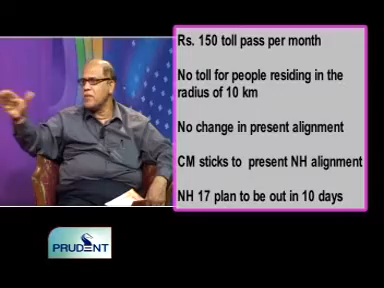 Rs. 150 toll pass per month
No toll for people residing in the
radius of 10 km
No change in present alignment
CM sticks to present NH alignment
NH 17 plan to be out in 10 days
PRUDENT